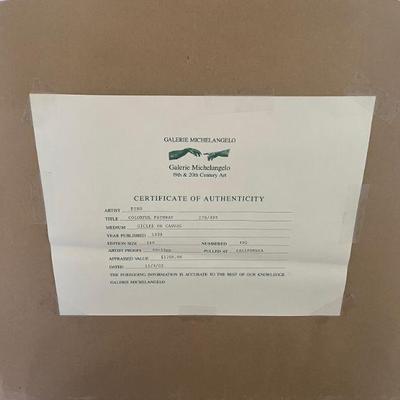 GALERIE MICHELANGELO
Galerie Michelangelo
19th & 20th Century Art
CERTIFICATE OF AUTHENTICITY
ARTIST PINO
TITLE COLORFUL PATHWAY
MEDIUM GICLEE ON CANVAS
YEAR PUBLISHED
EDITION SIZE NUMBERED YES
ARTIST PROOFS PULLED AT CALIFORNIA
APPRAISED VALUE
DATED
THE FOREGOING INFORMATION IS ACCURATE TO THE BEST OF OUR KNOWLEDGE
GALERIE MICHELANGELO